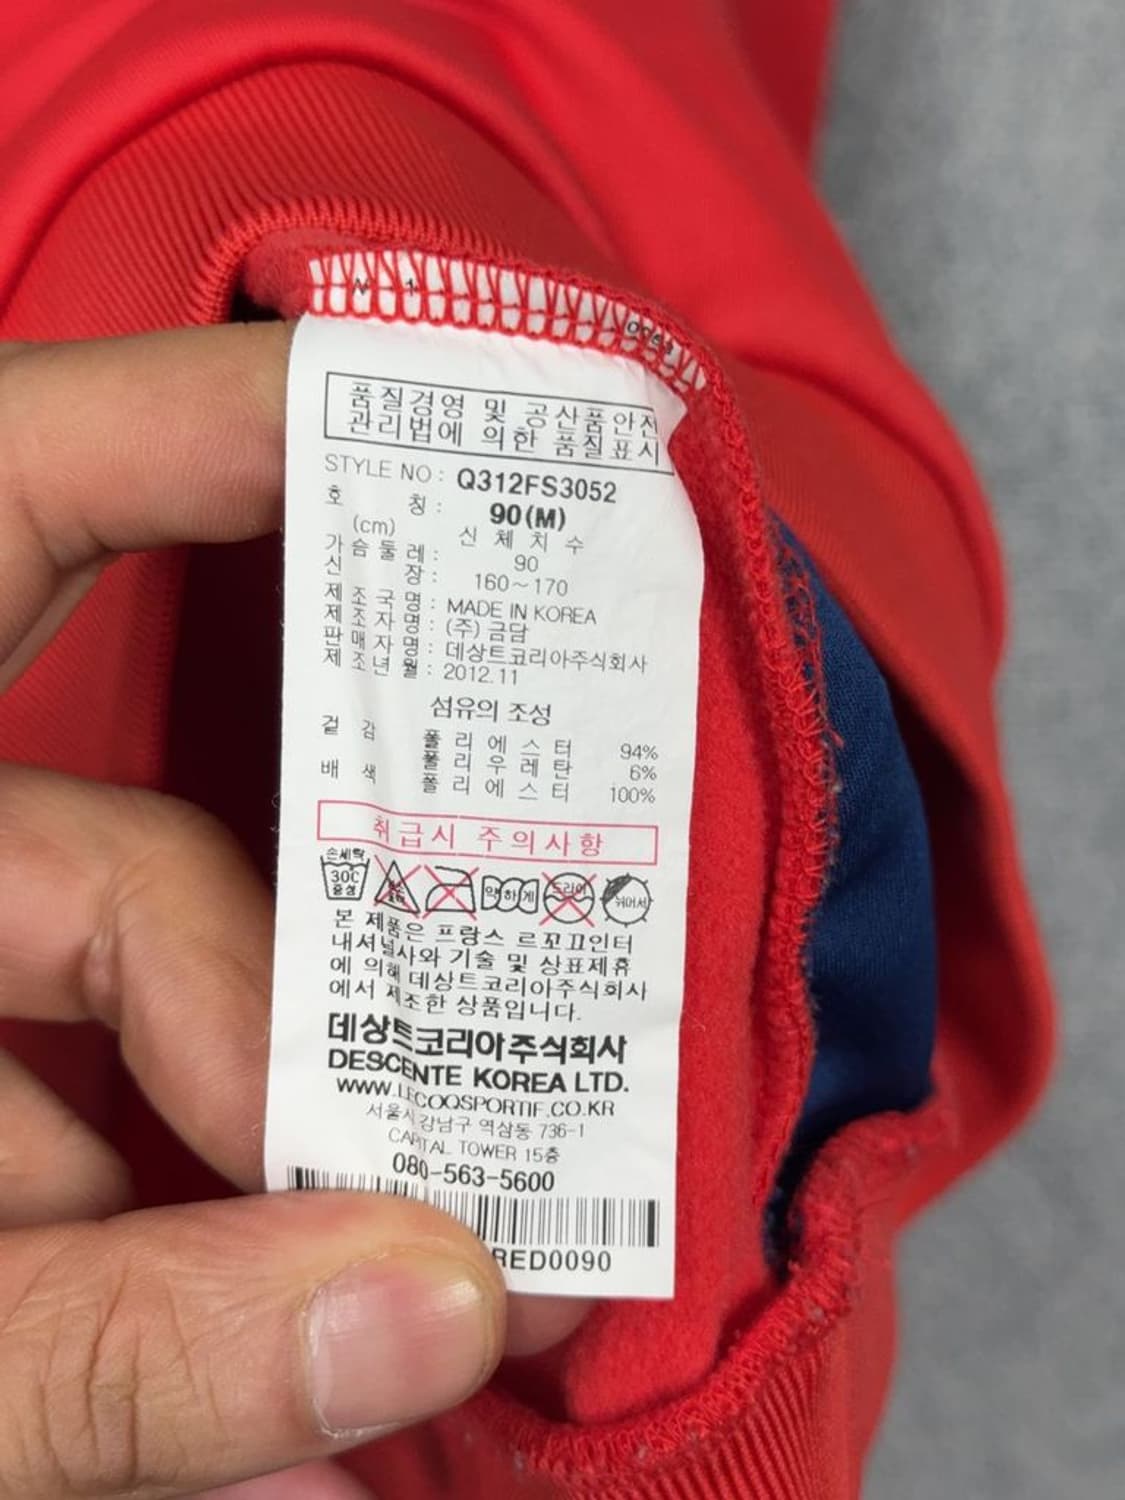 품질경영 및 공산품안전
관리법에 의한 품질표시
STYLE NO : Q312FS3052
호 칭 : 90(M)
(cm) 신 체 치 수
가 슴 둘 레 : 90
신 장 : 160~170
제 조 국 명 : MADE IN KOREA
제 조 자 명 : (주) 금담
판 매 자 명 : 데상트코리아주식회사
제 조 년 월 : 2012.11
섬유의 조성
겉 감 폴 리 에 스 터 94%
폴 리 우 레 탄 6%
배 색 폴 리 에 스 터 100%
취급시 주의사항
손세탁
30C
중성
약하게
드라이
뉘어서
본 제품은 프랑스 르꼬끄인터
내셔널사와 기술 및 상표제휴
에 의해 데상트코리아주식회사
에서 제조한 상품입니다.
데상트코리아주식회사
DESCENTE KOREA LTD.
WWW.LECOQSPORTIF.CO.KR
서울시 강남구 역삼동 736-1
CAPITAL TOWER 15층
080-563-5600
RED0090